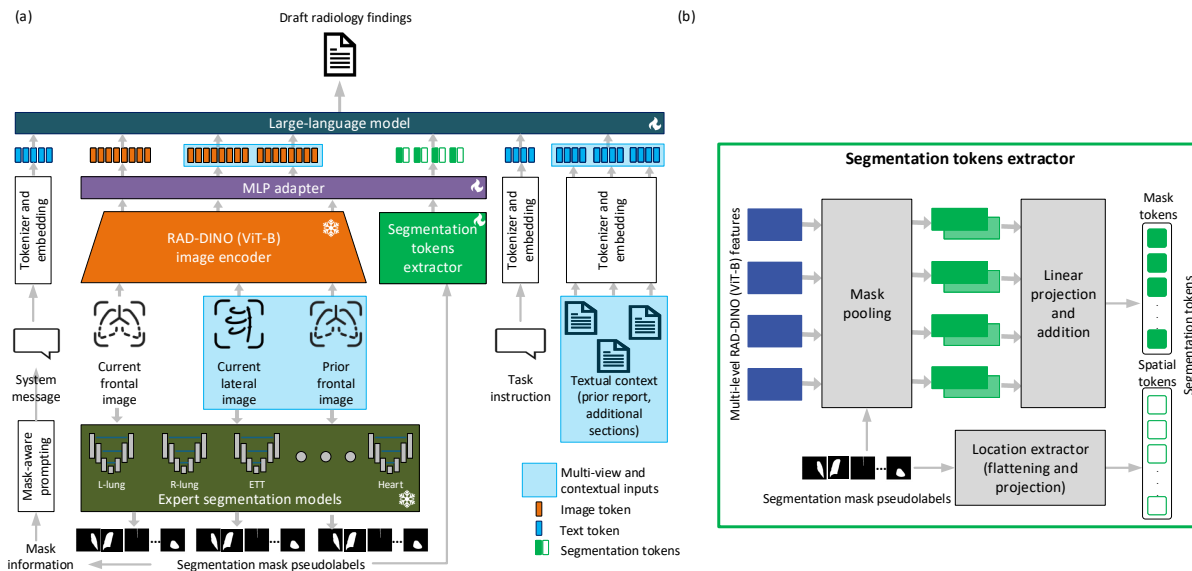 (a)
Draft radiology findings
Large-language model
MLP adapter
Tokenizer and
embedding
RAD-DINO (ViT-B)
image encoder
Segmentation
tokens
extractor
Tokenizer and
embedding
Tokenizer and
embedding
System
message
Current
frontal
image
Current
lateral
image
Prior
frontal
image
Task
instruction
Textual context
(prior report,
additional
sections)
Mask-aware
prompting
L-lung
R-lung
ETT
Heart
Expert segmentation models
Mask
information
Segmentation mask pseudolabels
Multi-view and
contextual inputs
Image token
Text token
Segmentation tokens
(b)
Segmentation tokens extractor
Multi-level RAD-DINO (ViT-B) features
Mask
pooling
Linear
projection
and
addition
Mask
tokens
Spatial
tokens
Segmentation tokens
Segmentation mask pseudolabels
Location extractor
(flattening and
projection)